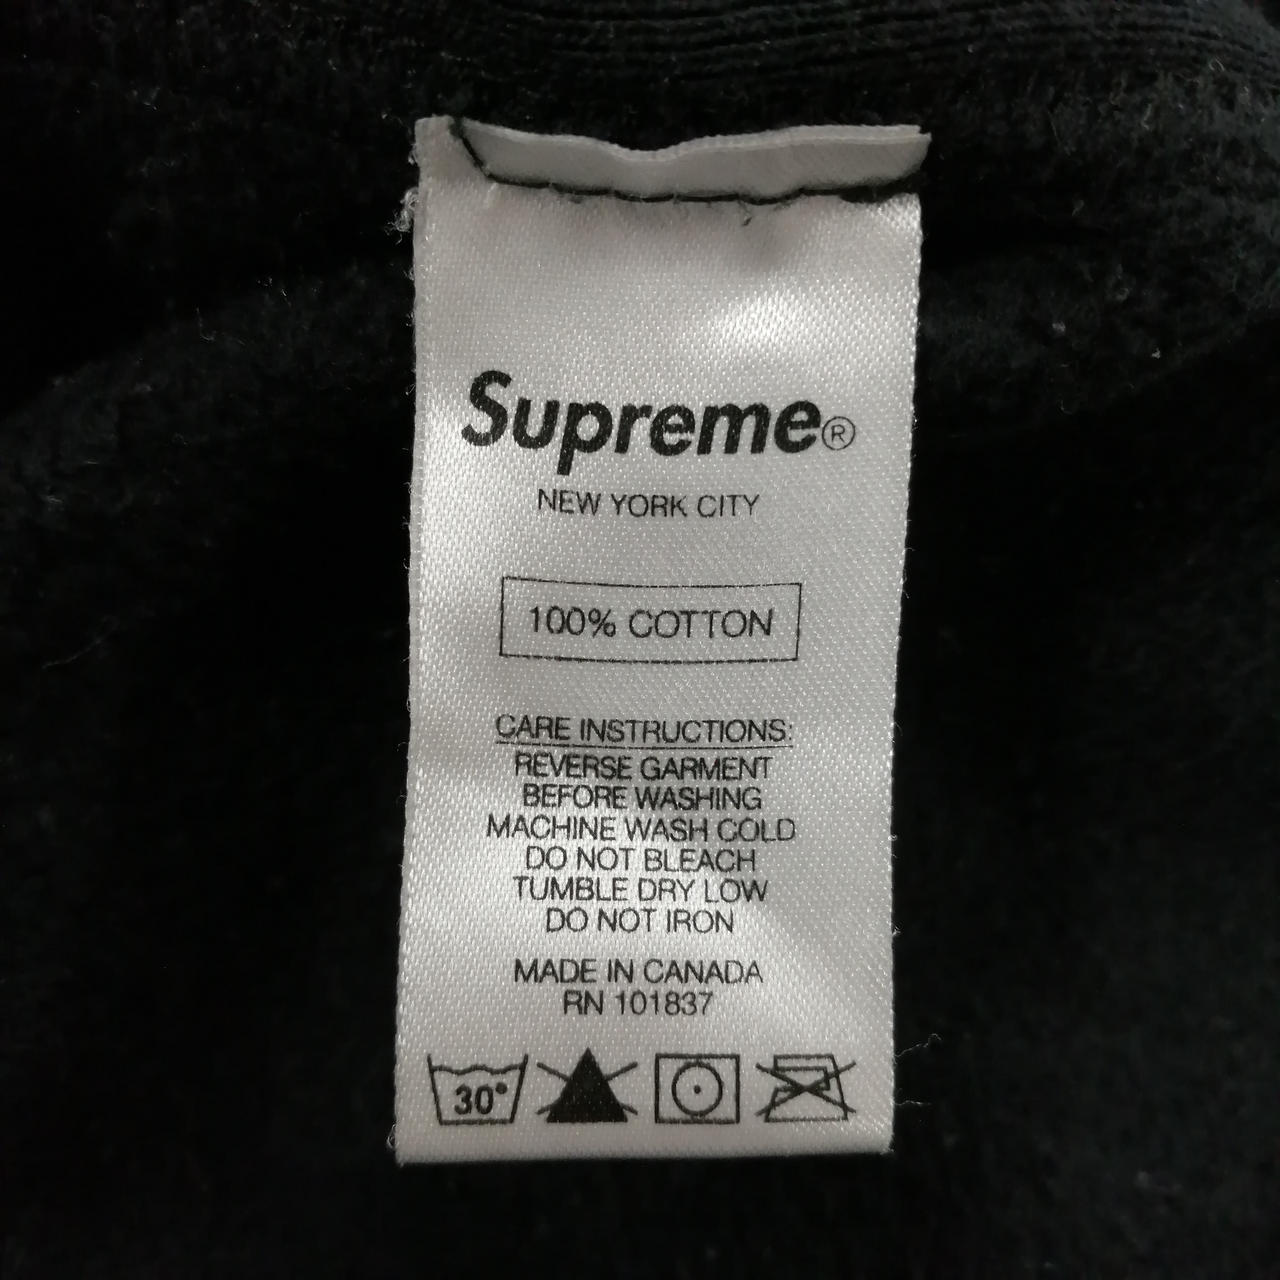 Supreme®
NEW YORK CITY
100% COTTON
CARE INSTRUCTIONS:
REVERSE GARMENT
BEFORE WASHING
MACHINE WASH COLD
DO NOT BLEACH
TUMBLE DRY LOW
DO NOT IRON
MADE IN CANADA
RN 101837
30°